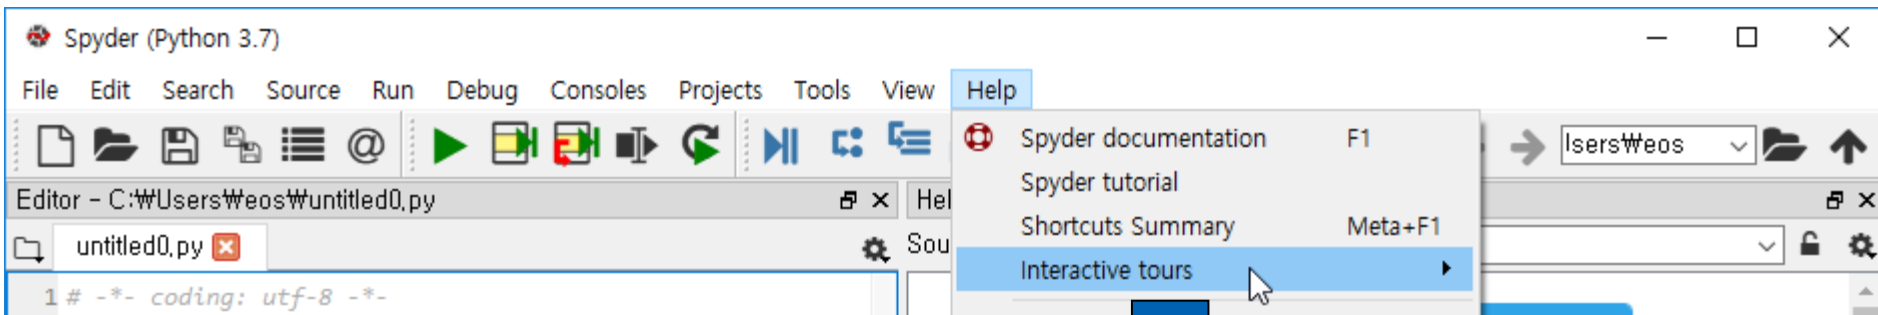 Spyder (Python 3.7)
File Edit Search Source Run Debug Consoles Projects Tools View Help
Spyder documentation F1
Spyder tutorial
Shortcuts Summary Meta+F1
Interactive tours
lsers₩eos
Editor - C:₩Users₩eos₩untitled0.py
Hel
untitled0.py
Sou
1 # -*- coding: utf-8 -*-